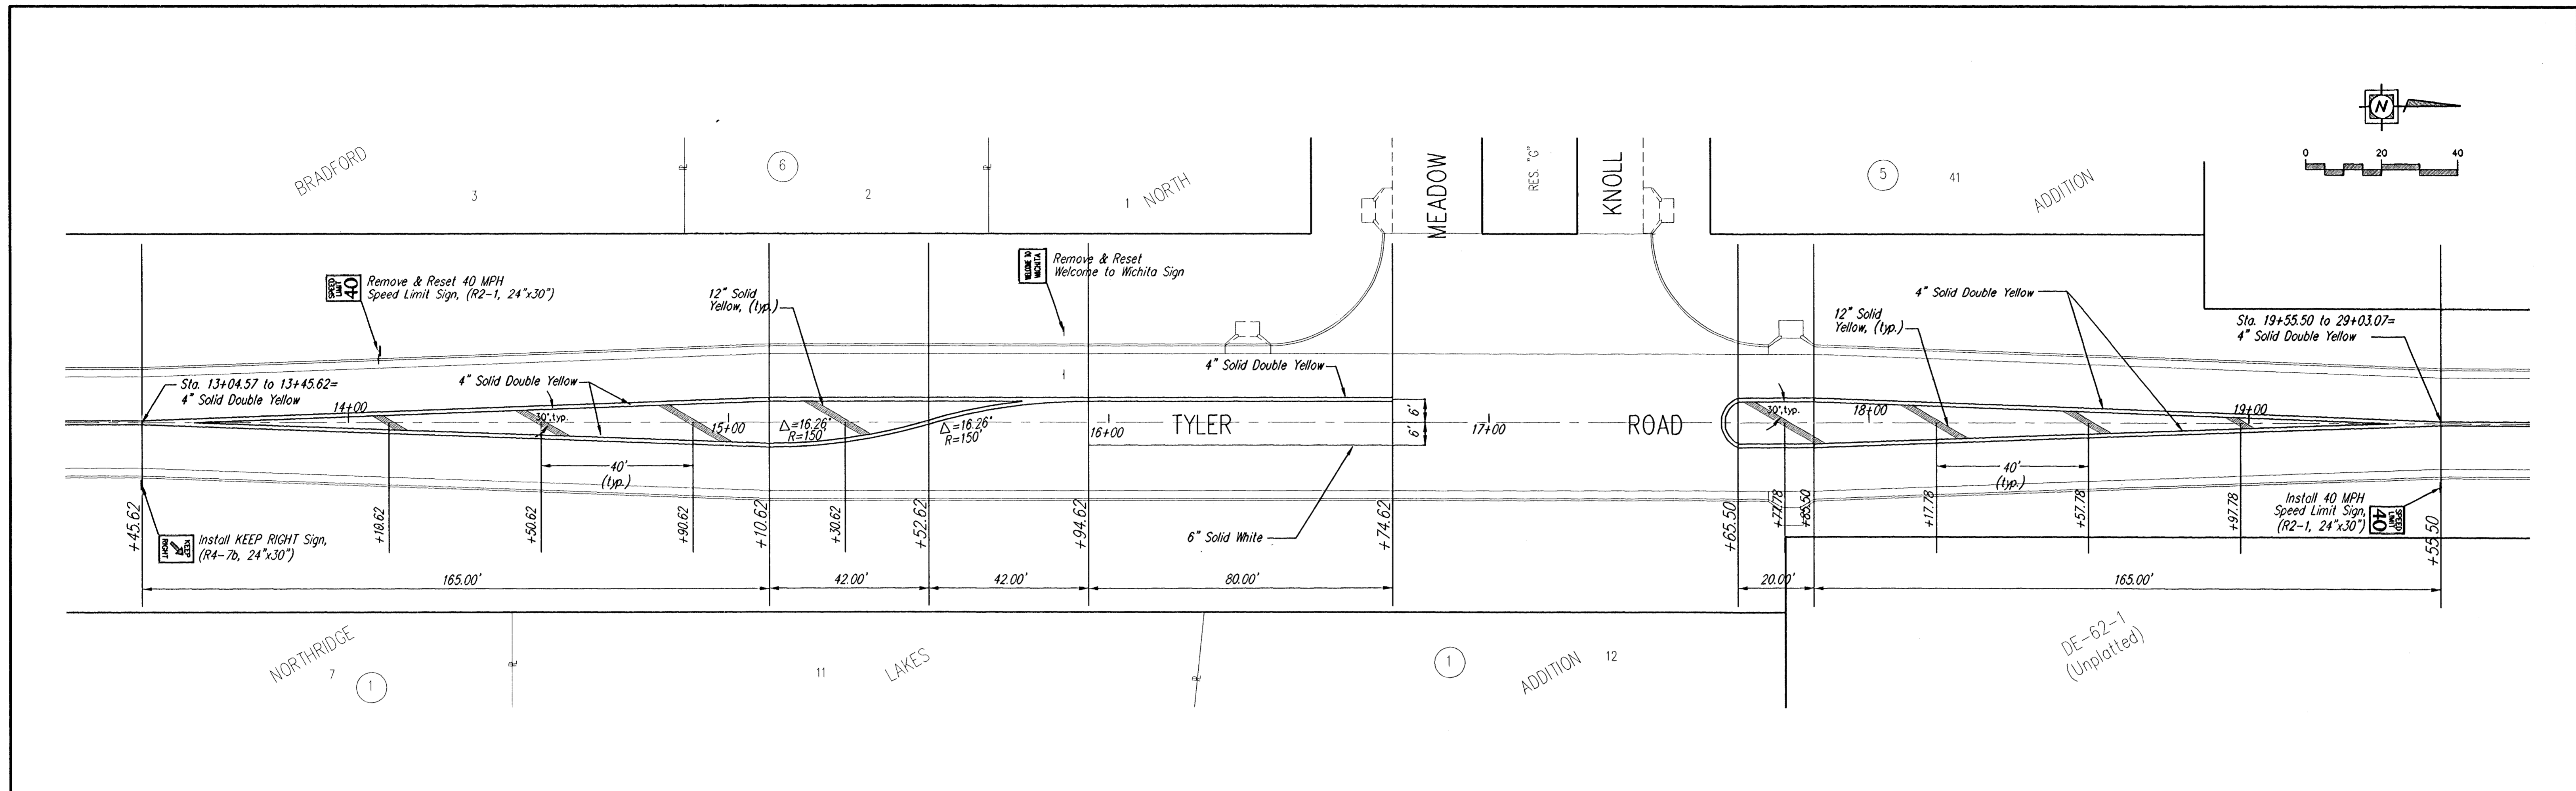 N
0 20 40
BRADFORD
3
6
2
1 NORTH
MEADOW
RES. "G"
KNOLL
5
41
ADDITION
SPEED LIMIT 40
Remove & Reset 40 MPH
Speed Limit Sign, (R2-1, 24"x30")
WELCOME TO WICHITA
Remove & Reset
Welcome to Wichita Sign
12" Solid
Yellow, (typ.)
4" Solid Double Yellow
12" Solid
Yellow, (typ.)
Sta. 19+55.50 to 29+03.07=
4" Solid Double Yellow
Sta. 13+04.57 to 13+45.62=
4" Solid Double Yellow
4" Solid Double Yellow
4" Solid Double Yellow
14+00
30°, typ.
15+00
△=16.26'
R=150'
△=16.26'
R=150'
16+00
TYLER
6'
6'
17+00
ROAD
30°, typ.
18+00
19+00
40'
(typ.)
40'
(typ.)
6" Solid White
KEEP RIGHT
Install KEEP RIGHT Sign,
(R4-7b, 24"x30")
Install 40 MPH
Speed Limit Sign,
(R2-1, 24"x30")
SPEED LIMIT 40
+45.62
+10.62
+50.62
+90.62
+10.62
+30.62
+52.62
+94.62
+74.62
+65.50
+77.78
+85.50
+17.78
+57.78
+97.78
+55.50
165.00'
42.00'
42.00'
80.00'
20.00'
165.00'
NORTHRIDGE
7
1
11
LAKES
1
ADDITION
12
DE-62-1
(Unplatted)